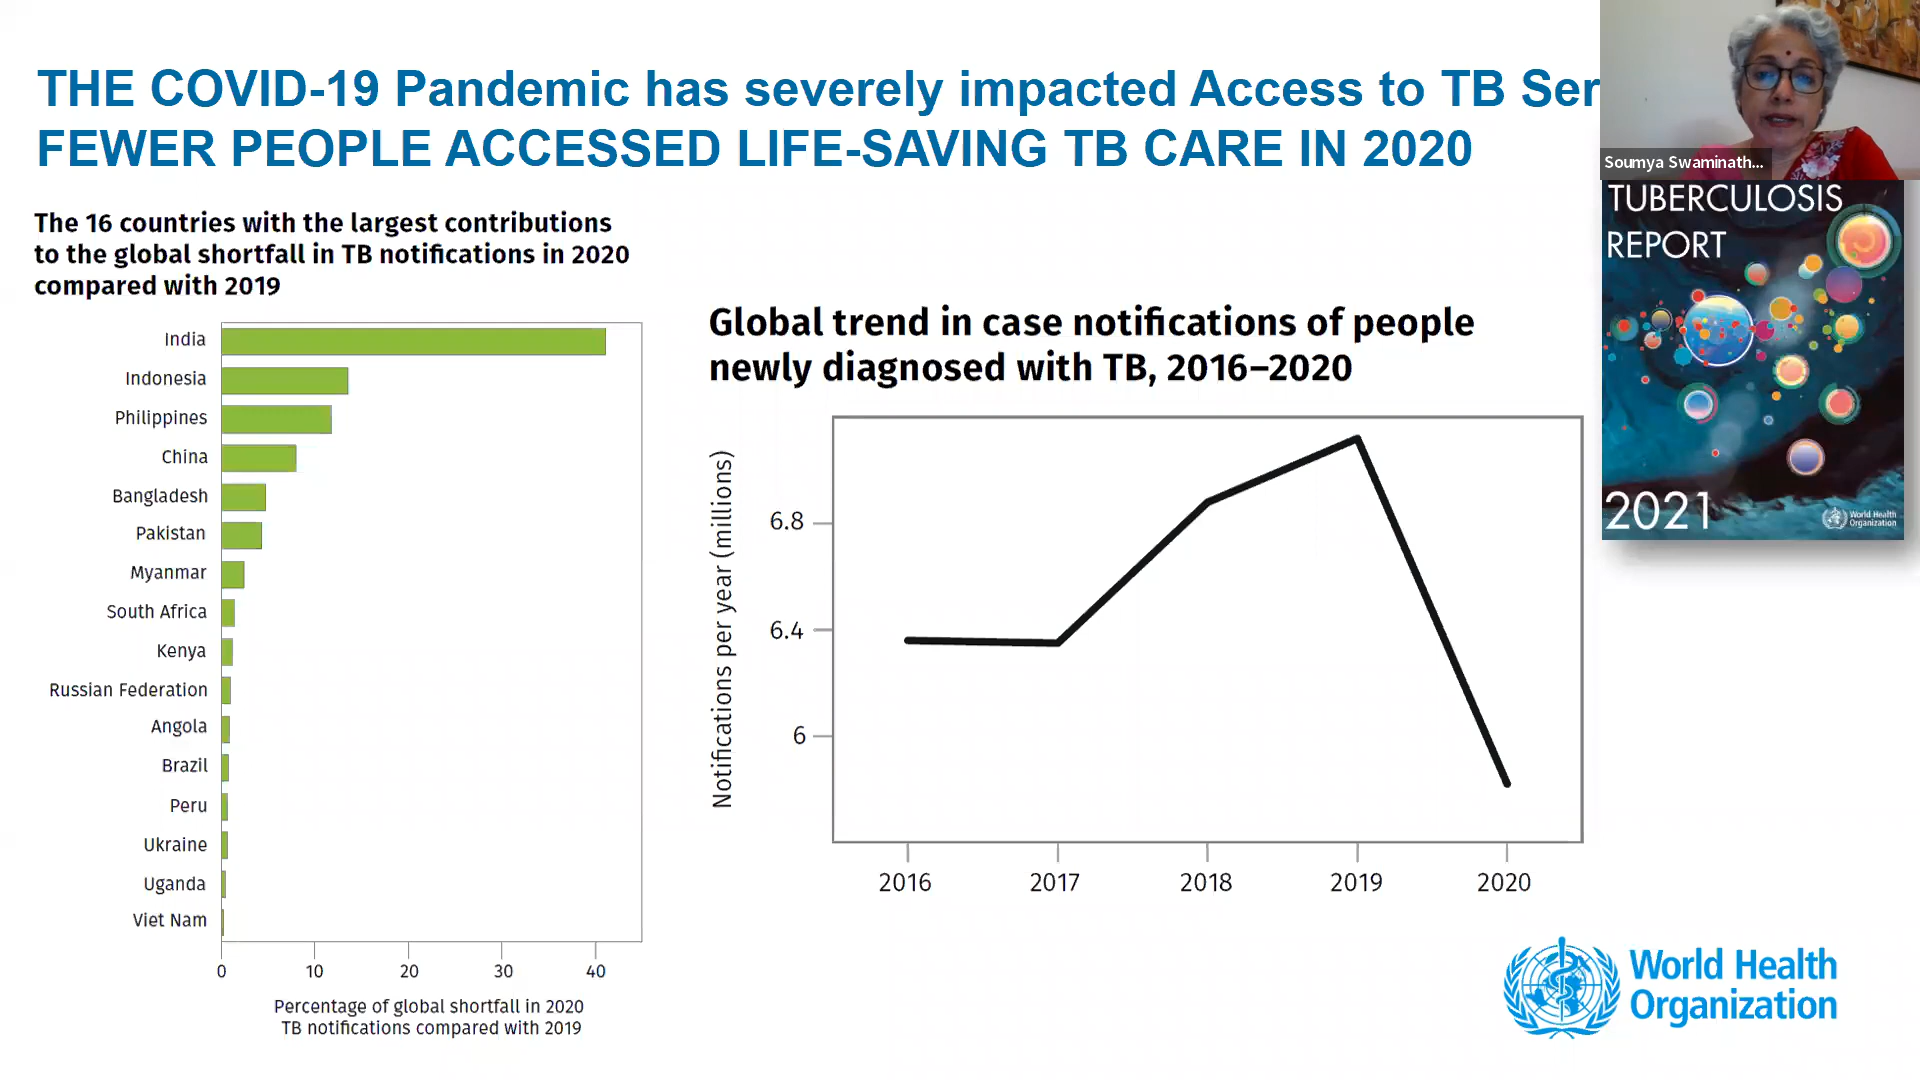 THE COVID-19 Pandemic has severely impacted Access to TB Ser
FEWER PEOPLE ACCESSED LIFE-SAVING TB CARE IN 2020
Soumya Swaminath...
TUBERCULOSIS
REPORT
2021
World Health
Organization
The 16 countries with the largest contributions
to the global shortfall in TB notifications in 2020
compared with 2019
India
Indonesia
Philippines
China
Bangladesh
Pakistan
Myanmar
South Africa
Kenya
Russian Federation
Angola
Brazil
Peru
Ukraine
Uganda
Viet Nam
0 10 20 30 40
Percentage of global shortfall in 2020
TB notifications compared with 2019
Global trend in case notifications of people
newly diagnosed with TB, 2016–2020
Notifications per year (millions)
6.8
6.4
6
2016 2017 2018 2019 2020
World Health
Organization